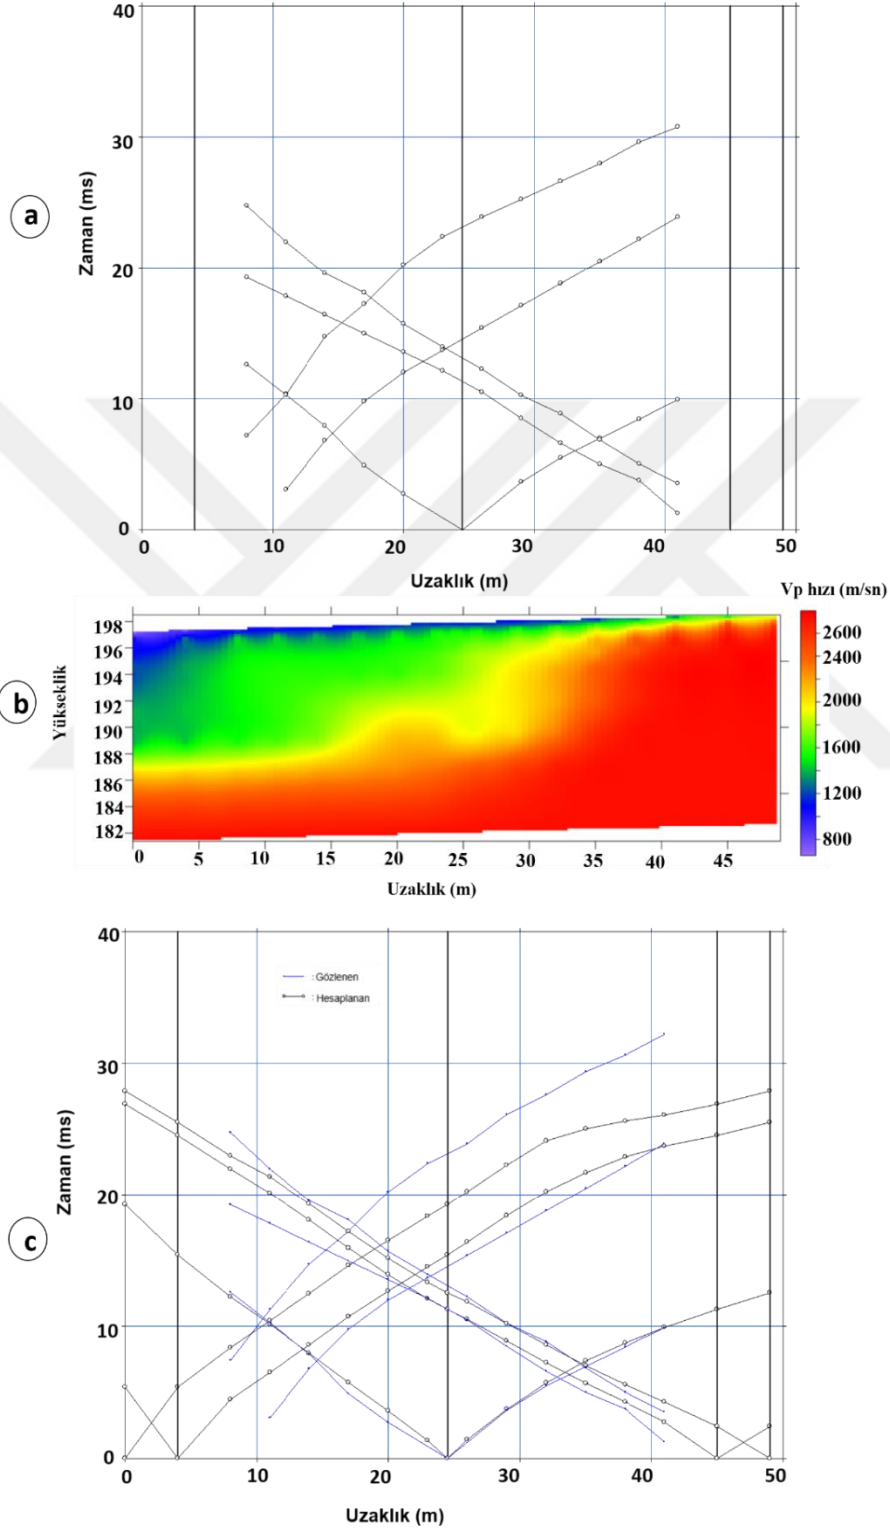 a
Zaman (ms)
40
30
20
10
0
0 10 20 30 40 50
Uzaklık (m)
Vp hızı (m/sn)
b
Yükseklik
198
196
194
192
190
188
186
184
182
0 5 10 15 20 25 30 35 40 45
Uzaklık (m)
2600
2400
2000
1600
1200
800
c
Zaman (ms)
40
30
20
10
0
: Gözlenen
: Hesaplanan
0 10 20 30 40 50
Uzaklık (m)